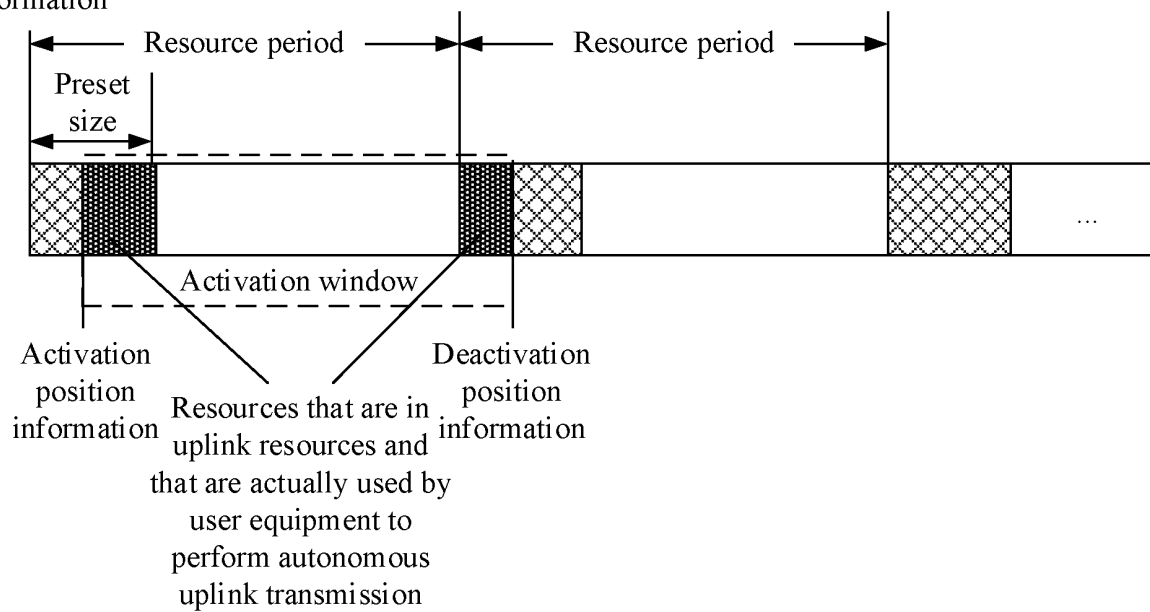 ormation
Resource period
Resource period
Preset
size
...
Activation window
Activation
position
information
Deactivation
position
information
Resources that are in
uplink resources and
that are actually used by
user equipment to
perform autonomous
uplink transmission